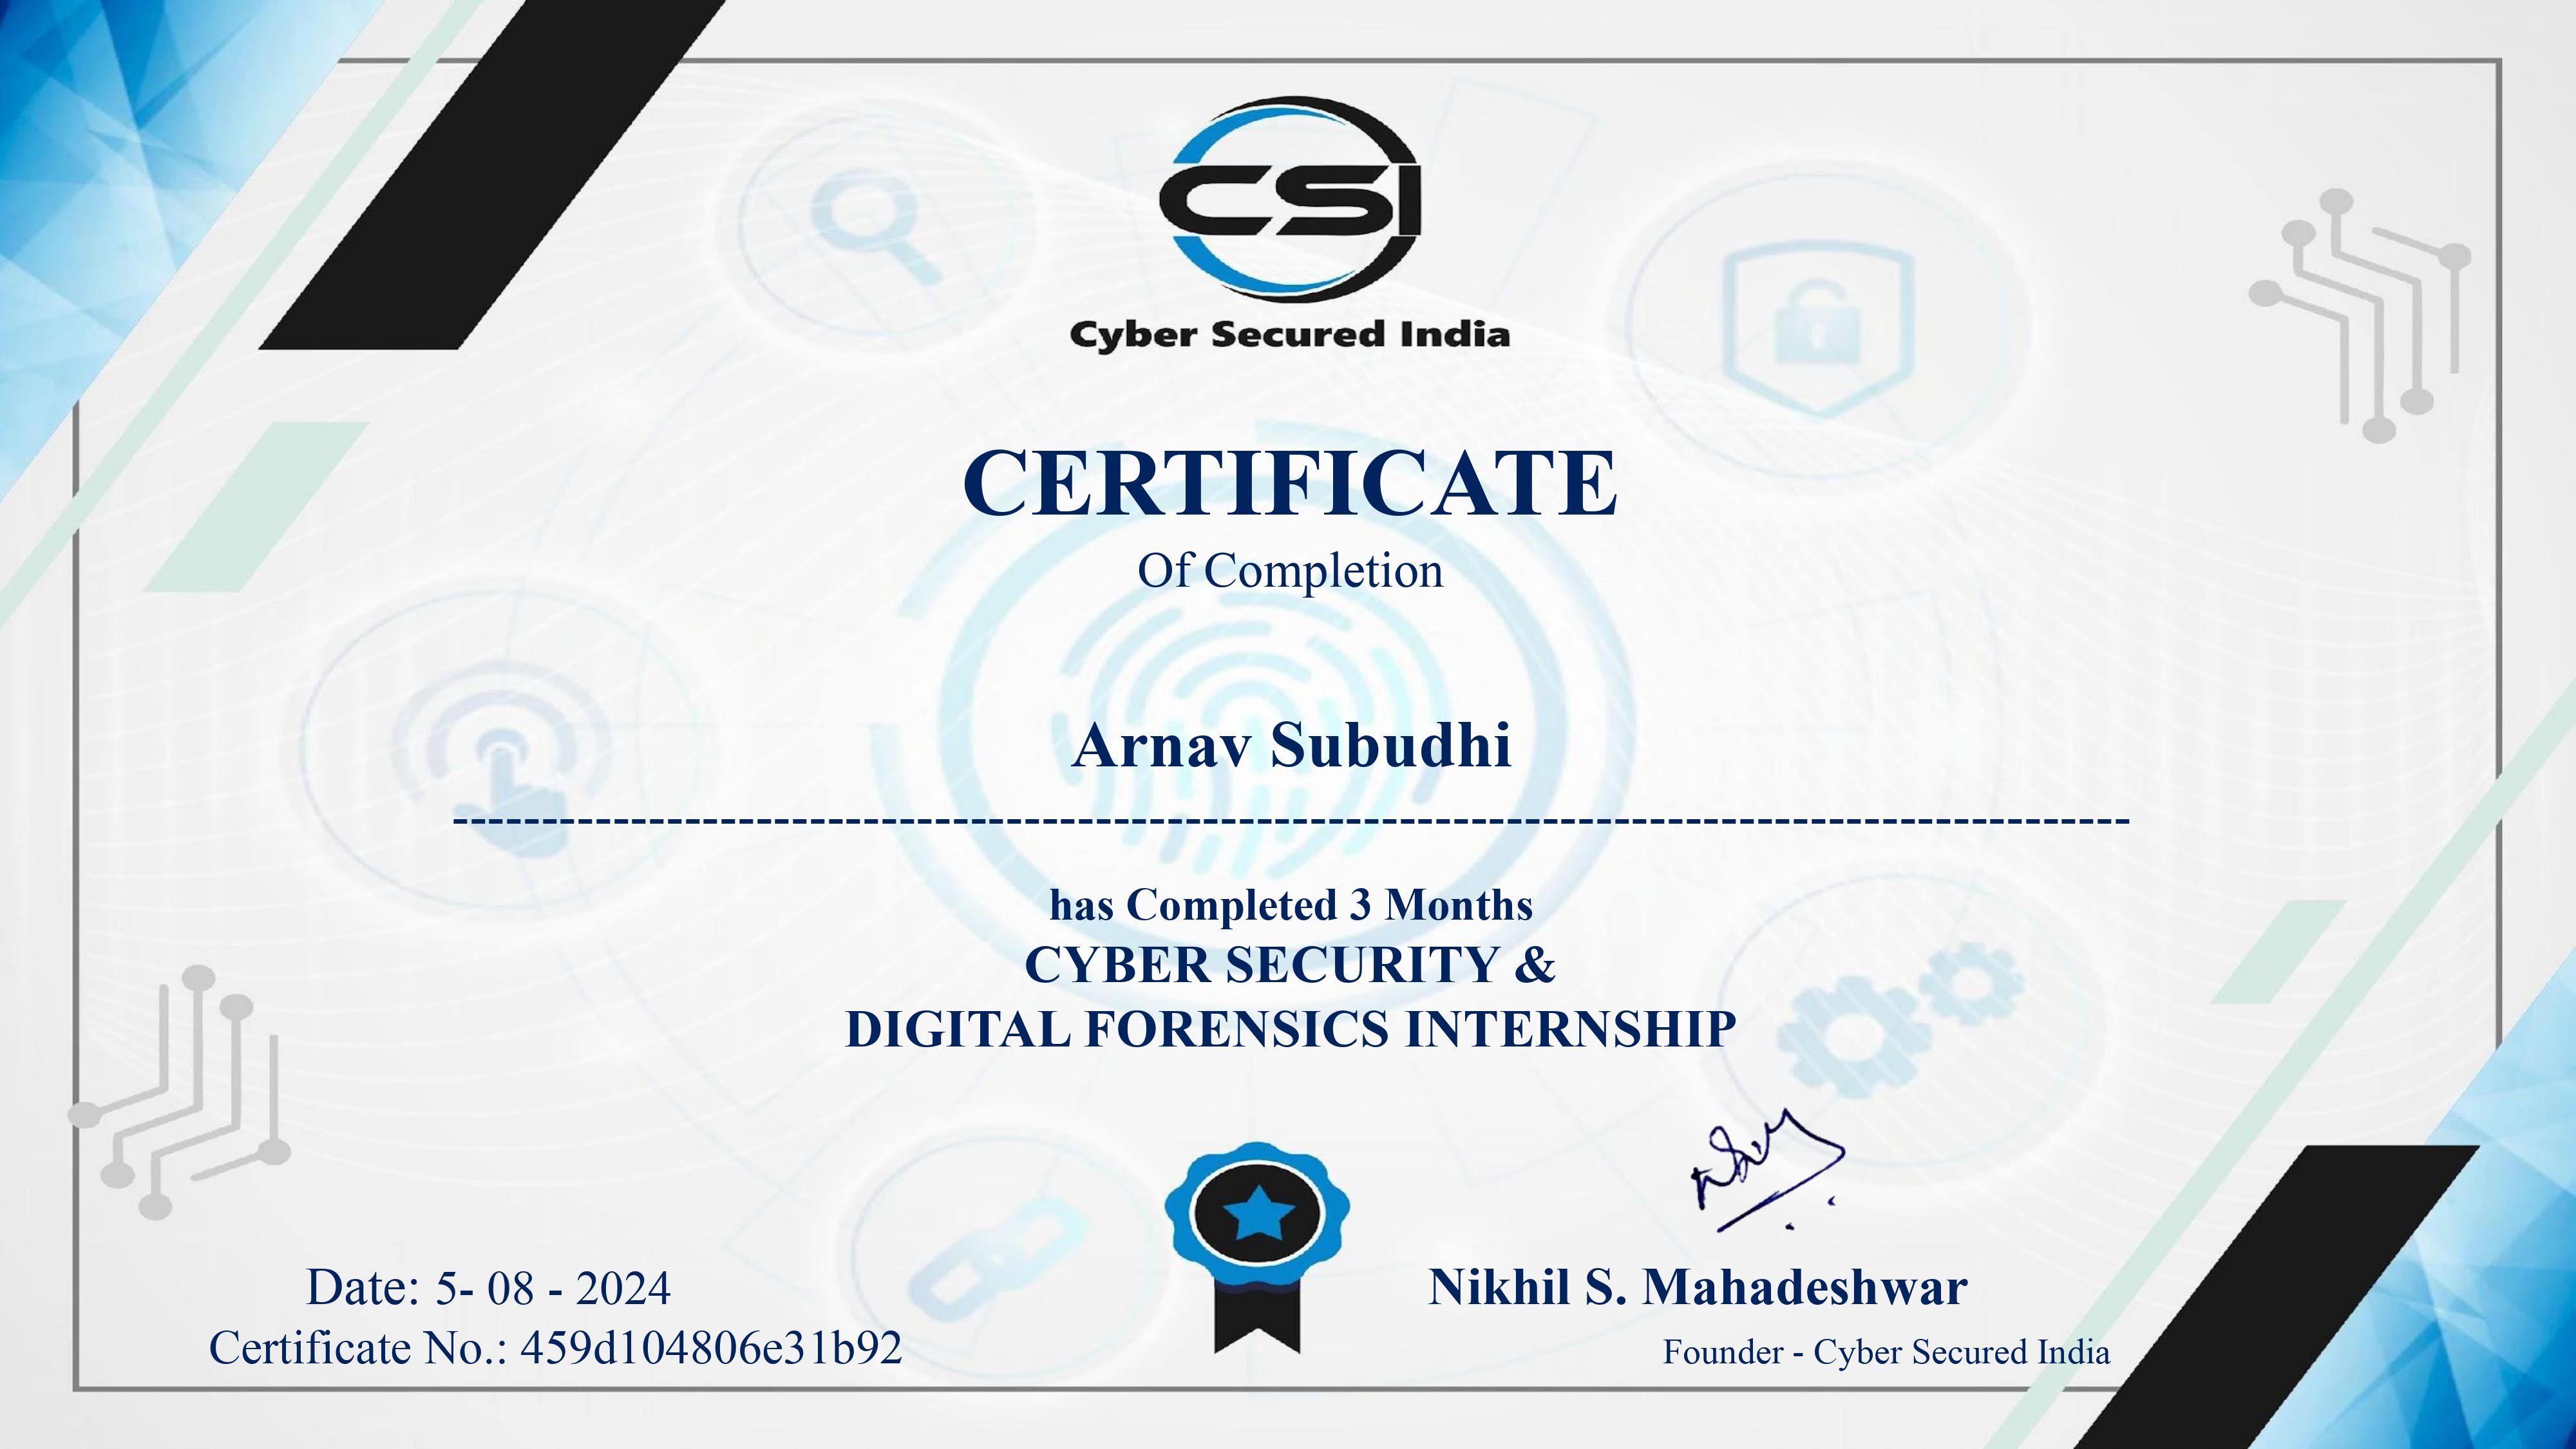 CSI
Cyber Secured India
CERTIFICATE
Of Completion
Arnav Subudhi
has Completed 3 Months
CYBER SECURITY &
DIGITAL FORENSICS INTERNSHIP
Date: 5- 08 - 2024
Certificate No.: 459d104806e31b92
Nikhil S. Mahadeshwar
Founder - Cyber Secured India